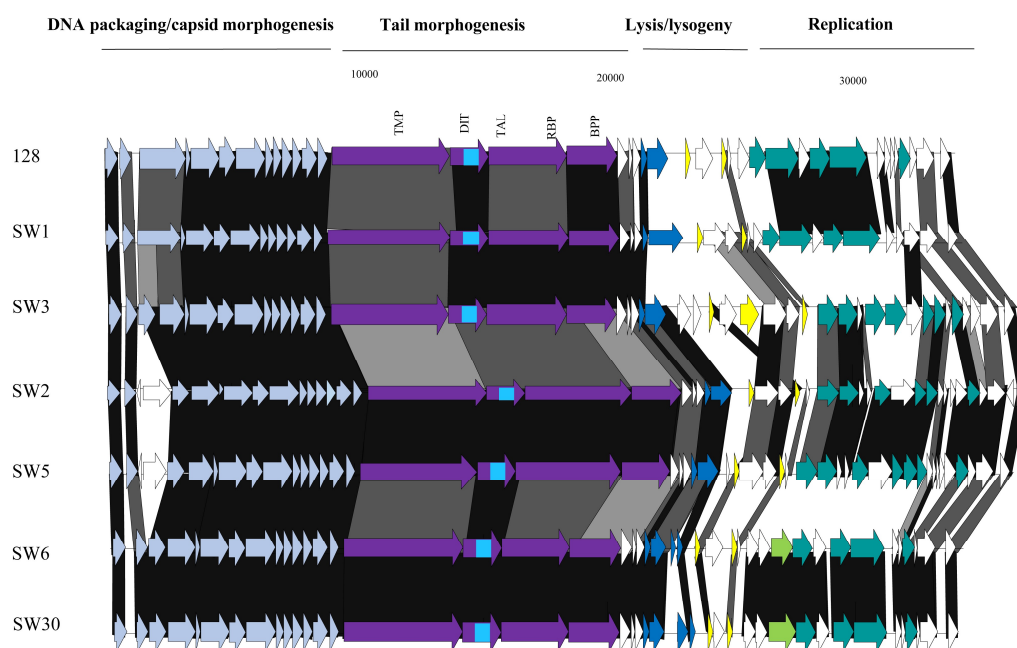 DNA packaging/capsid morphogenesis Tail morphogenesis Lysis/lysogeny Replication
10000 20000 30000
TMP DIT TAL RBP BPP
128
SW1
SW3
SW2
SW5
SW6
SW30